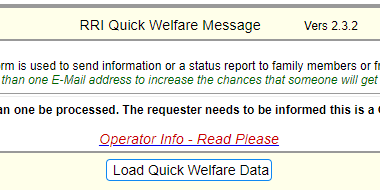 RRI Quick Welfare Message Vers 2.3.2
rm is used to send information or a status report to family members or fr
than one E-Mail address to increase the chances that someone will get
an one be processed. The requester needs to be informed this is a
Operator Info - Read Please
Load Quick Welfare Data